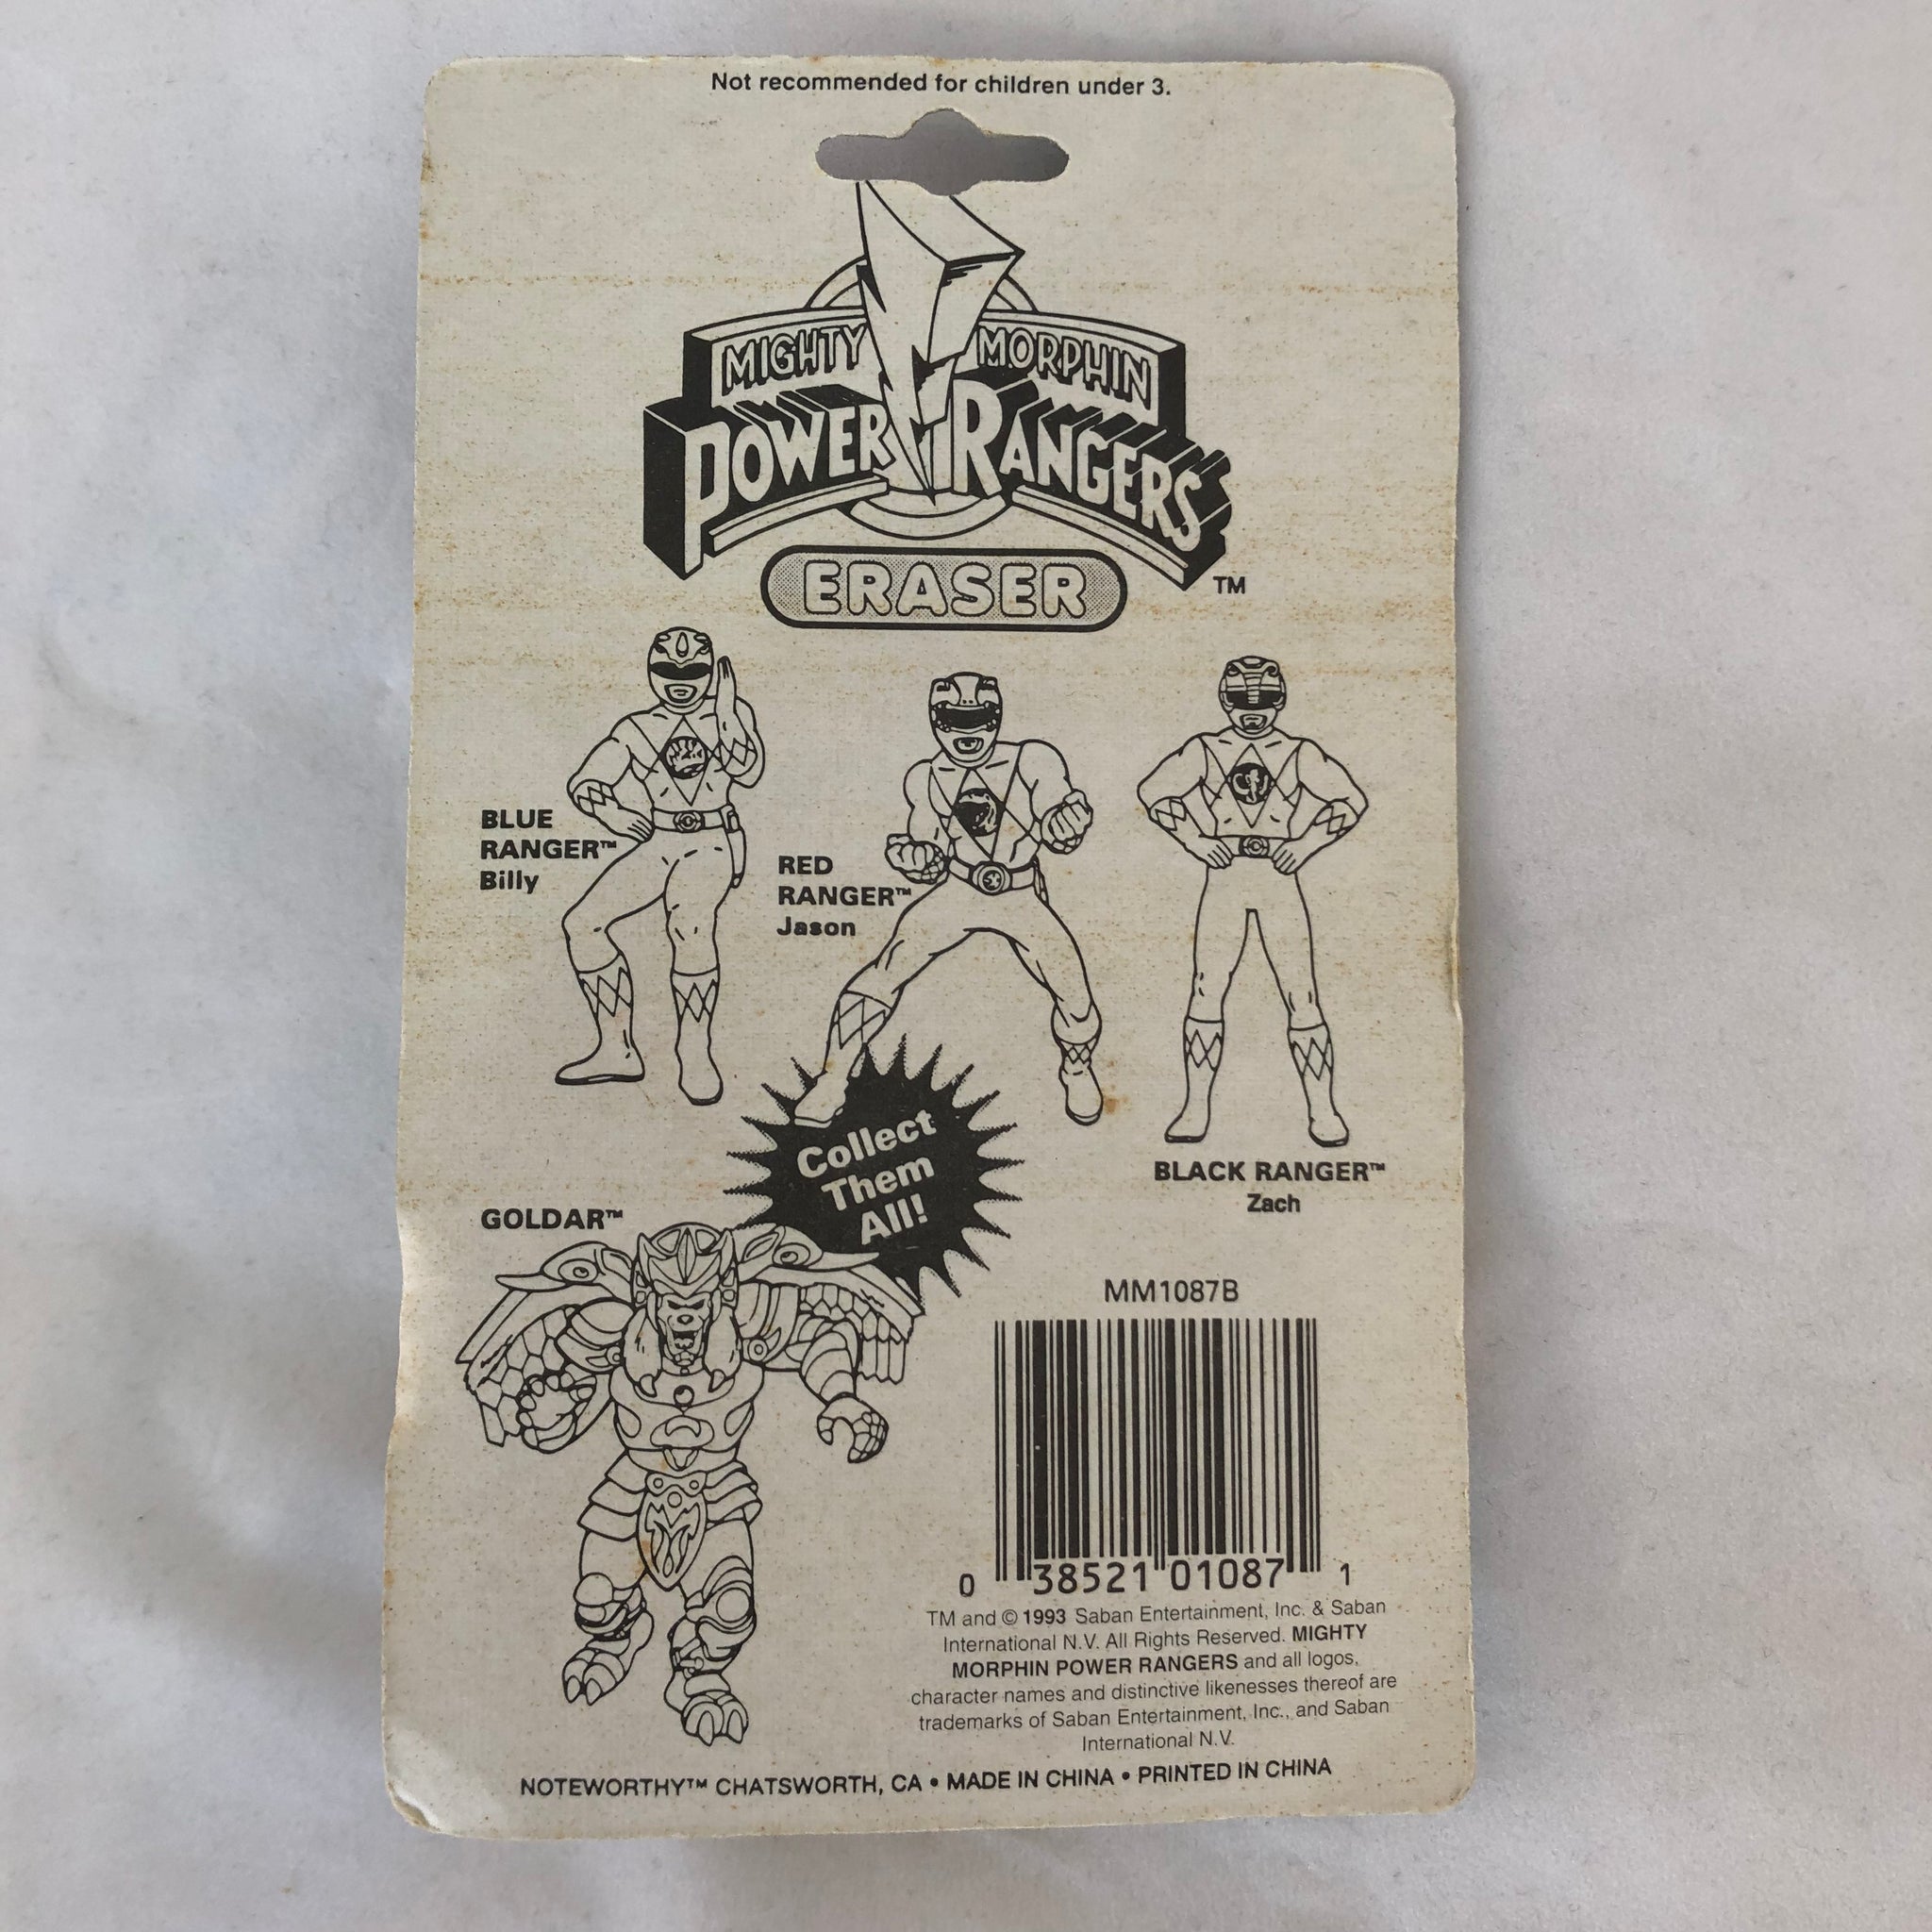 Not recommended for children under 3.
MIGHTY MORPHIN
POWER RANGERS
TM
ERASER
BLUE
RANGER™
Billy
RED
RANGER™
Jason
BLACK RANGER™
Zach
Collect
Them
All!
GOLDAR™
MM1087B
0 38521 01087 1
TM and © 1993 Saban Entertainment, Inc. & Saban
International N.V. All Rights Reserved. MIGHTY
MORPHIN POWER RANGERS and all logos,
character names and distinctive likenesses thereof are
trademarks of Saban Entertainment, Inc., and Saban
International N.V.
NOTEWORTHY™ CHATSWORTH, CA • MADE IN CHINA • PRINTED IN CHINA